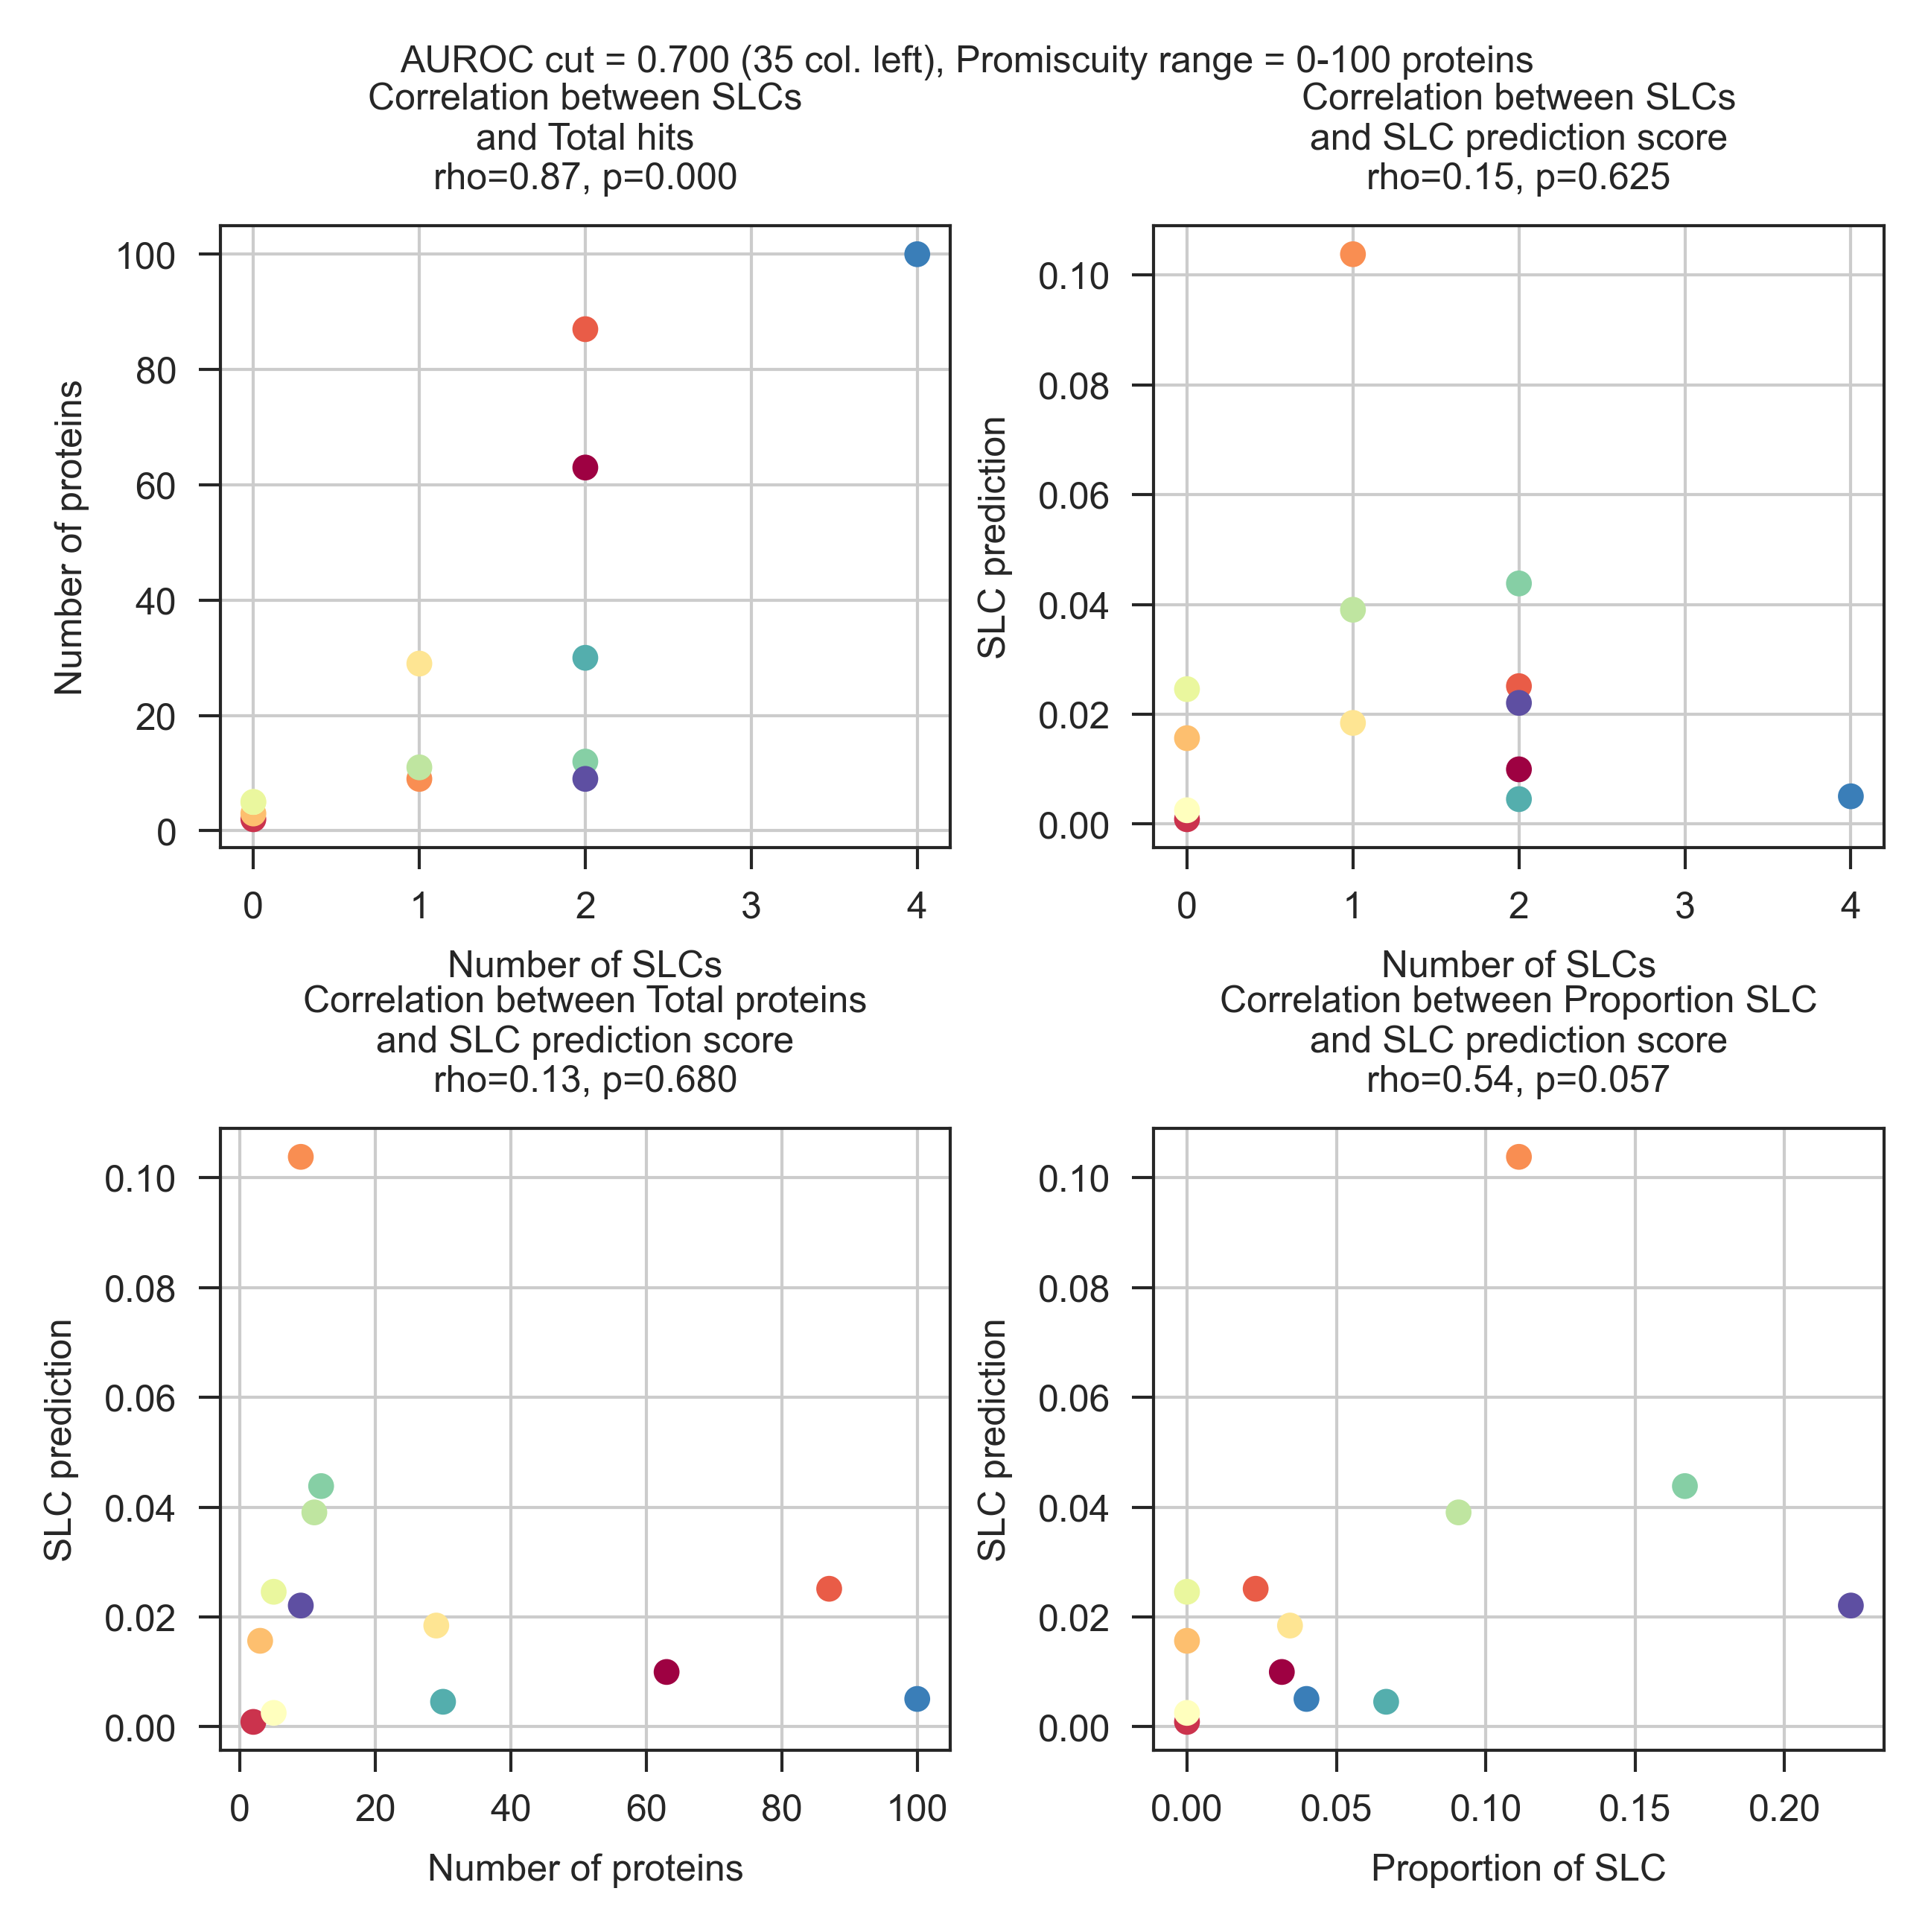 AUROC cut = 0.700 (35 col. left), Promiscuity range = 0-100 proteins
Correlation between SLCs
and Total hits
rho=0.87, p=0.000
Number of proteins
100
80
60
40
20
0
0 1 2 3 4
Number of SLCs
Correlation between SLCs
and SLC prediction score
rho=0.15, p=0.625
SLC prediction
0.10
0.08
0.06
0.04
0.02
0.00
0 1 2 3 4
Number of SLCs
Correlation between Total proteins
and SLC prediction score
rho=0.13, p=0.680
SLC prediction
0.10
0.08
0.06
0.04
0.02
0.00
0 20 40 60 80 100
Number of proteins
Correlation between Proportion SLC
and SLC prediction score
rho=0.54, p=0.057
SLC prediction
0.10
0.08
0.06
0.04
0.02
0.00
0.00 0.05 0.10 0.15 0.20
Proportion of SLC